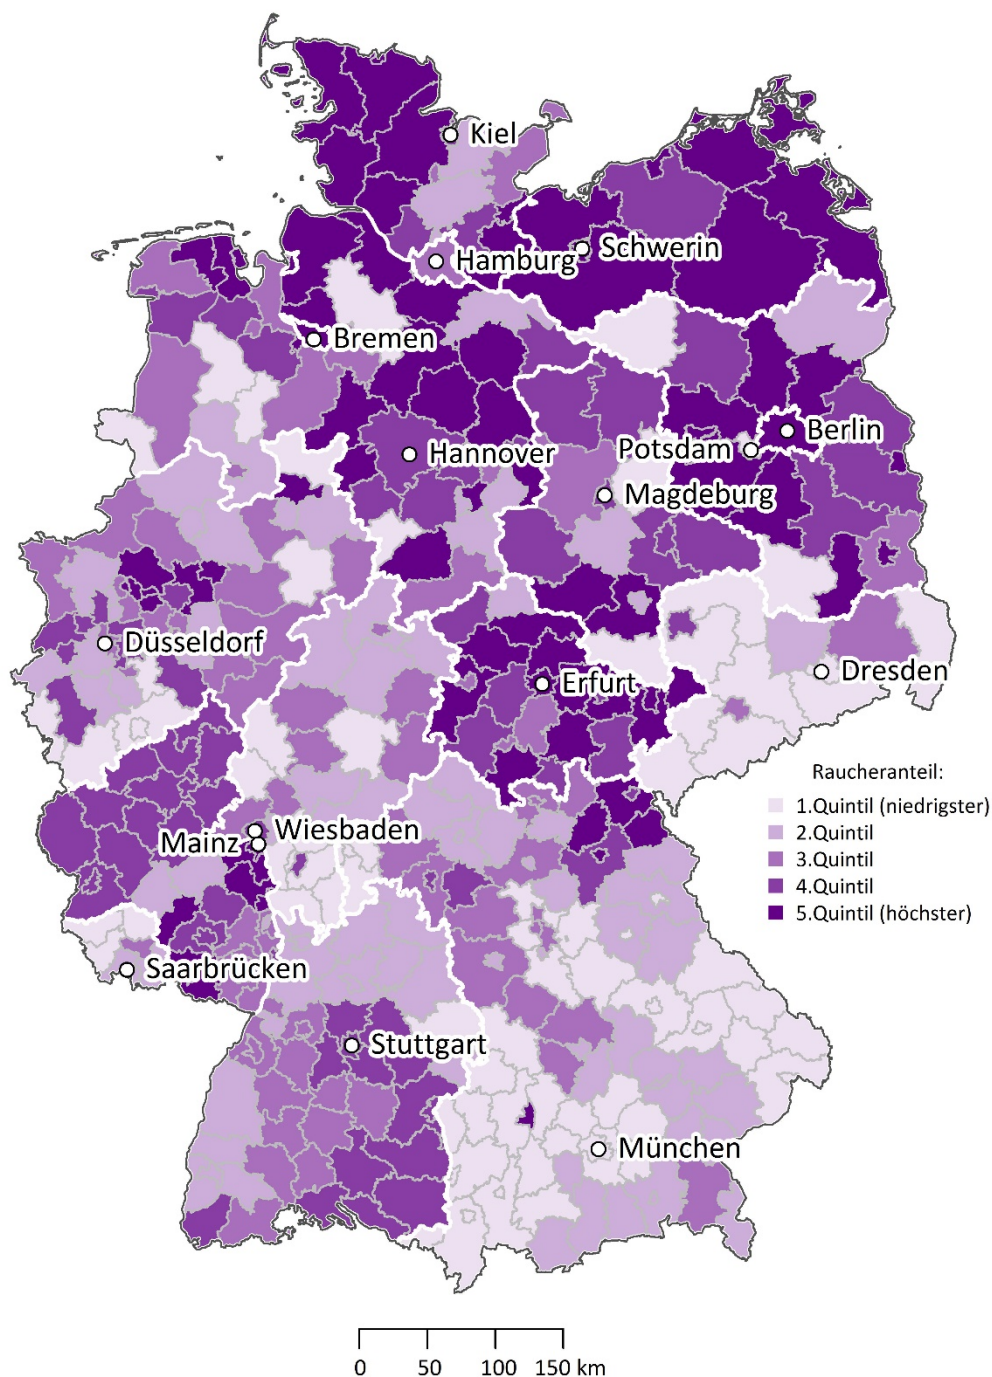 Kiel
Schwerin
Hamburg
Bremen
Berlin
Hannover
Potsdam
Magdeburg
Düsseldorf
Dresden
Erfurt
Raucheranteil:
1.Quintil (niedrigster)
2.Quintil
3.Quintil
4.Quintil
5.Quintil (höchster)
Wiesbaden
Mainz
Saarbrücken
Stuttgart
München
0 50 100 150 km